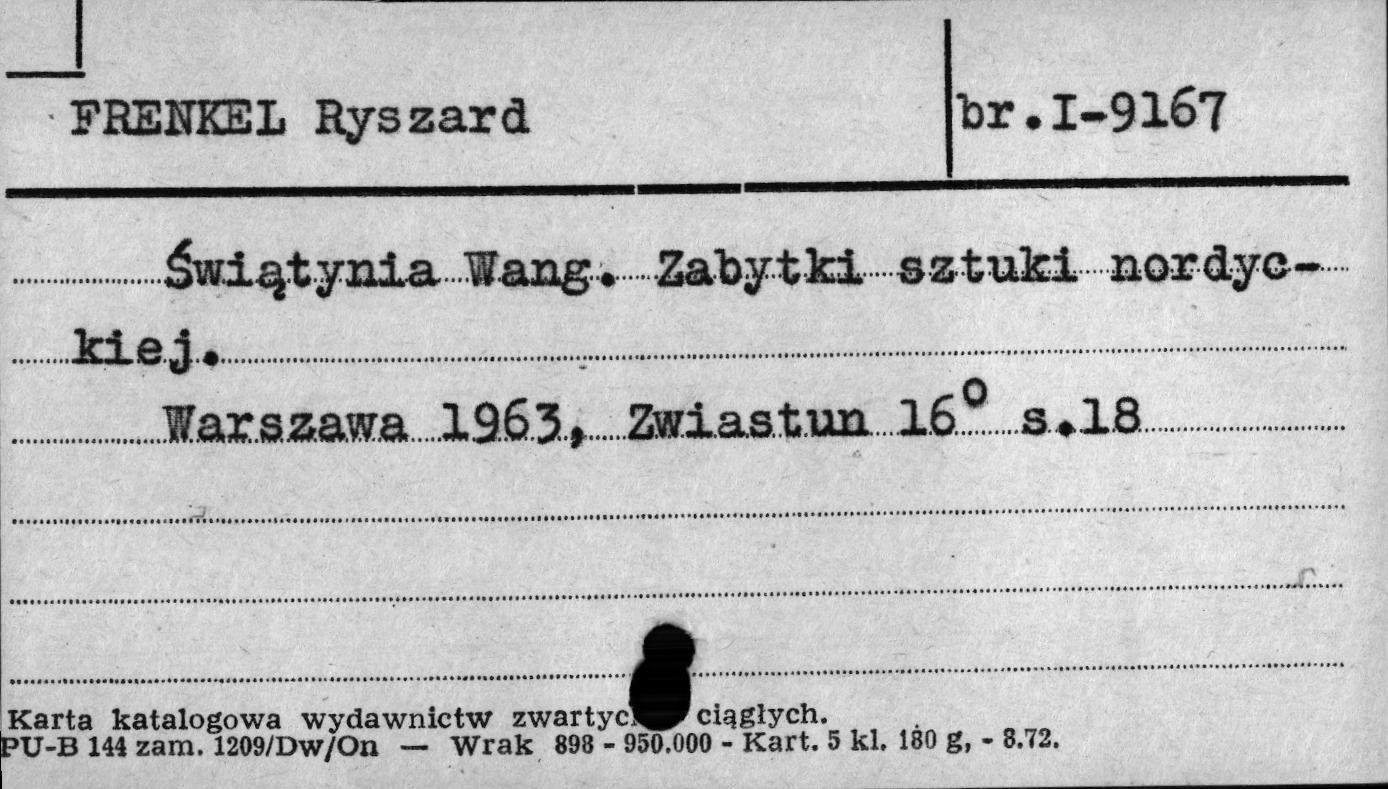 FRENKEL Ryszard
br.I-9167
Świątynia Wang. Zabytki sztuki nordyc-
kiej.
Warszawa 1963, Zwiastun 16° s.18
Karta katalogowa wydawnictw ciągłych.
PU-B 144 zam. 1209/Dw/On — Wrak 898 - 950.000 - Kart. 5 kl. 180 g, - 8.72.